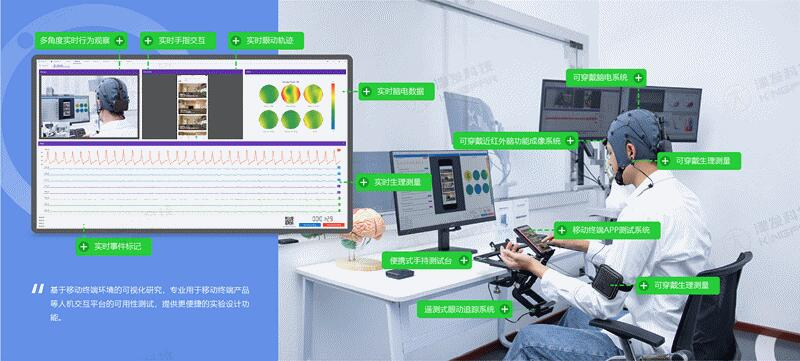 多角度实时行为观察
实时手指交互
实时眼动轨迹
实时脑电数据
实时生理测量
实时事件标记
可穿戴脑电系统
可穿戴近红外脑功能成像系统
可穿戴生理测量
移动终端APP测试系统
便携式手持测试台
可穿戴生理测量
遥测式眼动追踪系统
基于移动终端环境的可视化研究，专业用于移动终端产品
等人机交互平台的可用性测试，提供更便捷的实验设计功
能。